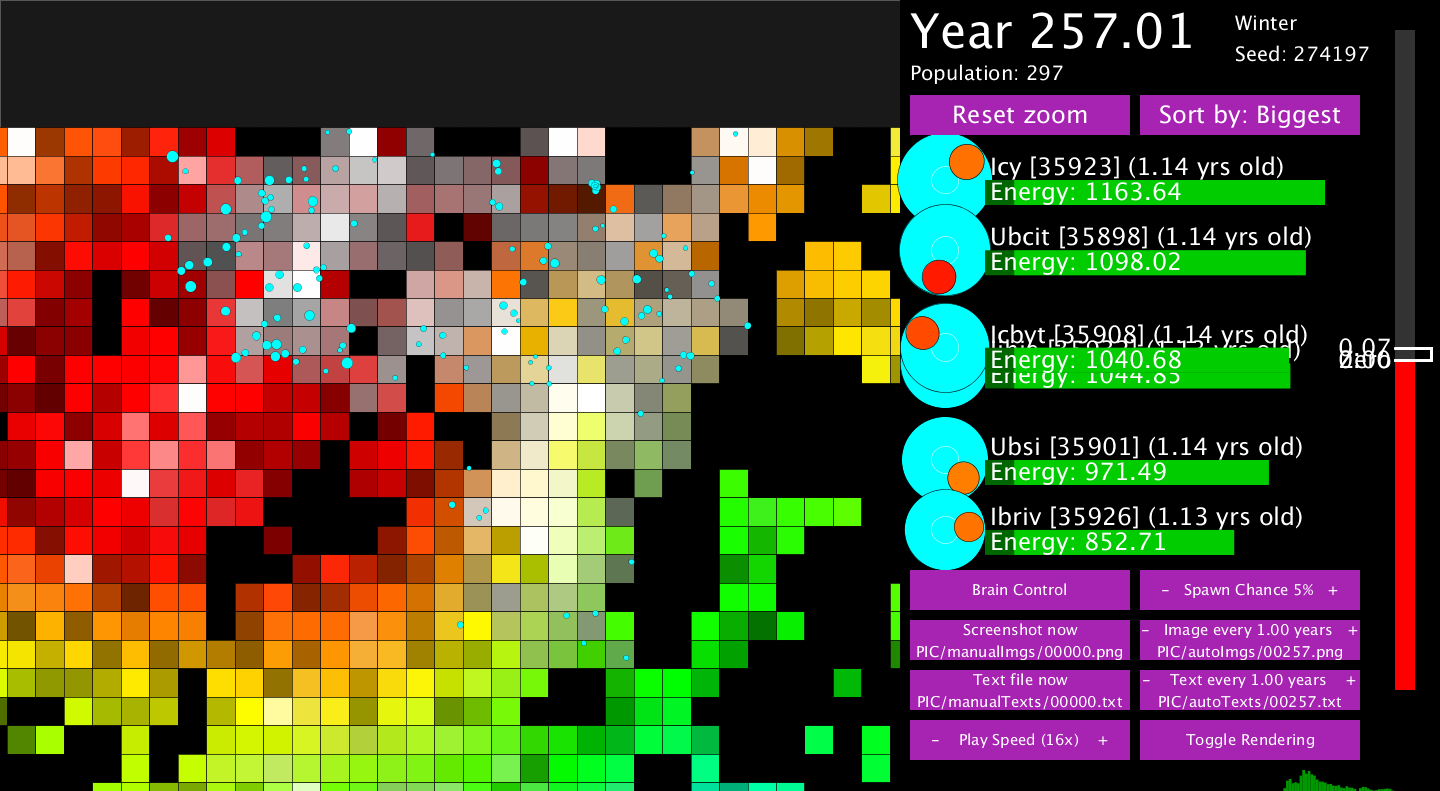 Year 257.01
Winter
Seed: 274197
Population: 297
Reset zoom
Sort by: Biggest
Icy [35923] (1.14 yrs old)
Energy: 1163.64
Ubcit [35898] (1.14 yrs old)
Energy: 1098.02
Icbyt [35908] (1.14 yrs old)
Energy: 1040.68
Energy: 1044.85
0.07
Ubsi [35901] (1.14 yrs old)
Energy: 971.49
Ibriv [35926] (1.13 yrs old)
Energy: 852.71
Brain Control
- Spawn Chance 5% +
Screenshot now
PIC/manualImgs/00000.png
- Image every 1.00 years +
PIC/autoImgs/00257.png
Text file now
PIC/manualTexts/00000.txt
- Text every 1.00 years +
PIC/autoTexts/00257.txt
- Play Speed (16x) +
Toggle Rendering